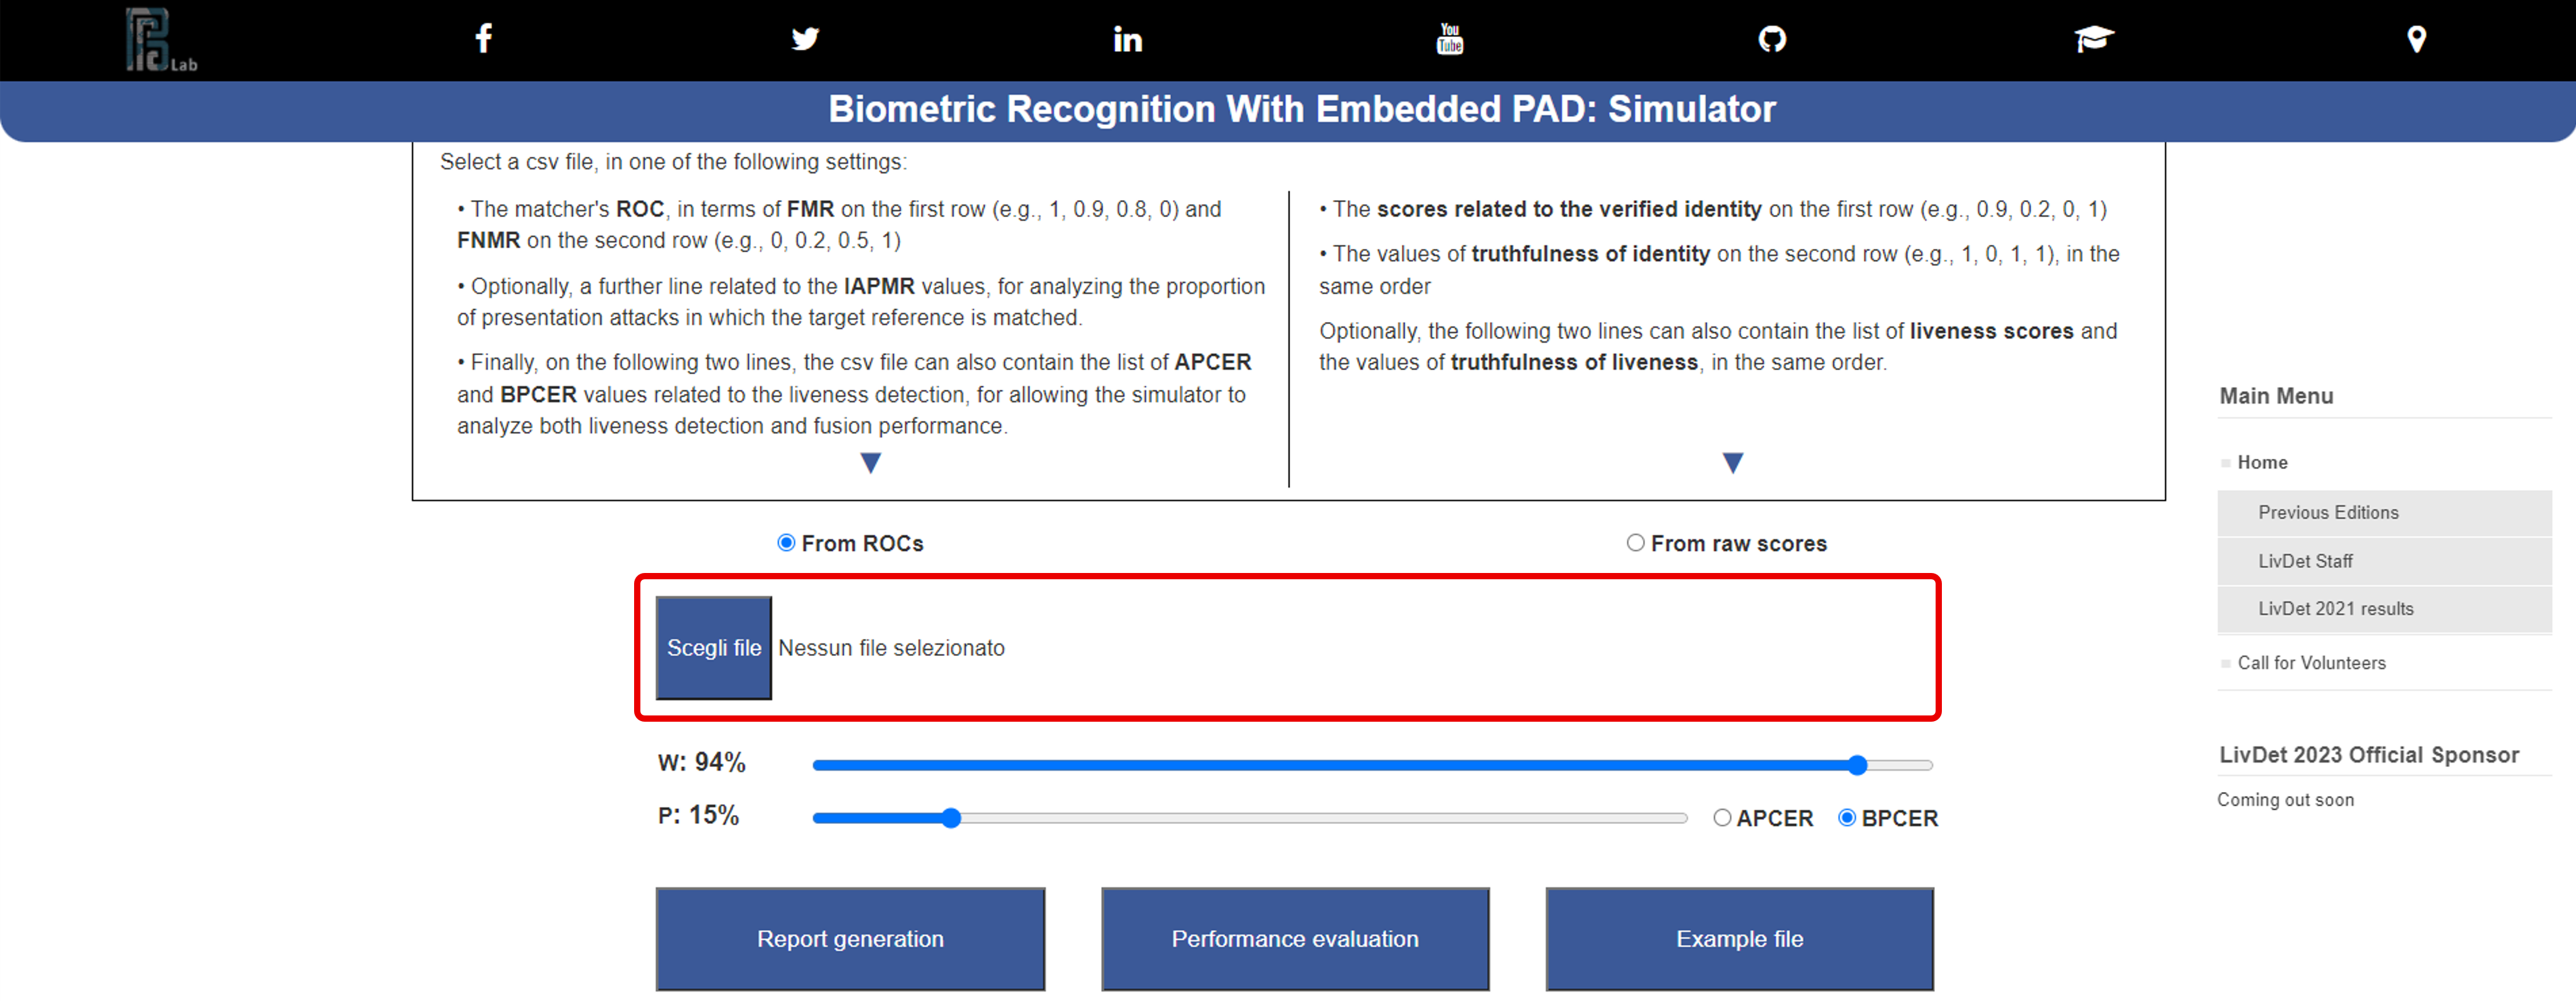 Lab
You
Tube
Biometric Recognition With Embedded PAD: Simulator
Select a csv file, in one of the following settings:
• The matcher's ROC, in terms of FMR on the first row (e.g., 1, 0.9, 0.8, 0) and
FNMR on the second row (e.g., 0, 0.2, 0.5, 1)
• Optionally, a further line related to the IAPMR values, for analyzing the proportion
of presentation attacks in which the target reference is matched.
• Finally, on the following two lines, the csv file can also contain the list of APCER
and BPCER values related to the liveness detection, for allowing the simulator to
analyze both liveness detection and fusion performance.
• The scores related to the verified identity on the first row (e.g., 0.9, 0.2, 0, 1)
• The values of truthfulness of identity on the second row (e.g., 1, 0, 1, 1), in the
same order
Optionally, the following two lines can also contain the list of liveness scores and
the values of truthfulness of liveness, in the same order.
From ROCs
From raw scores
Scegli file Nessun file selezionato
W: 94%
P: 15%
APCER BPCER
Report generation
Performance evaluation
Example file
Main Menu
Home
Previous Editions
LivDet Staff
LivDet 2021 results
Call for Volunteers
LivDet 2023 Official Sponsor
Coming out soon